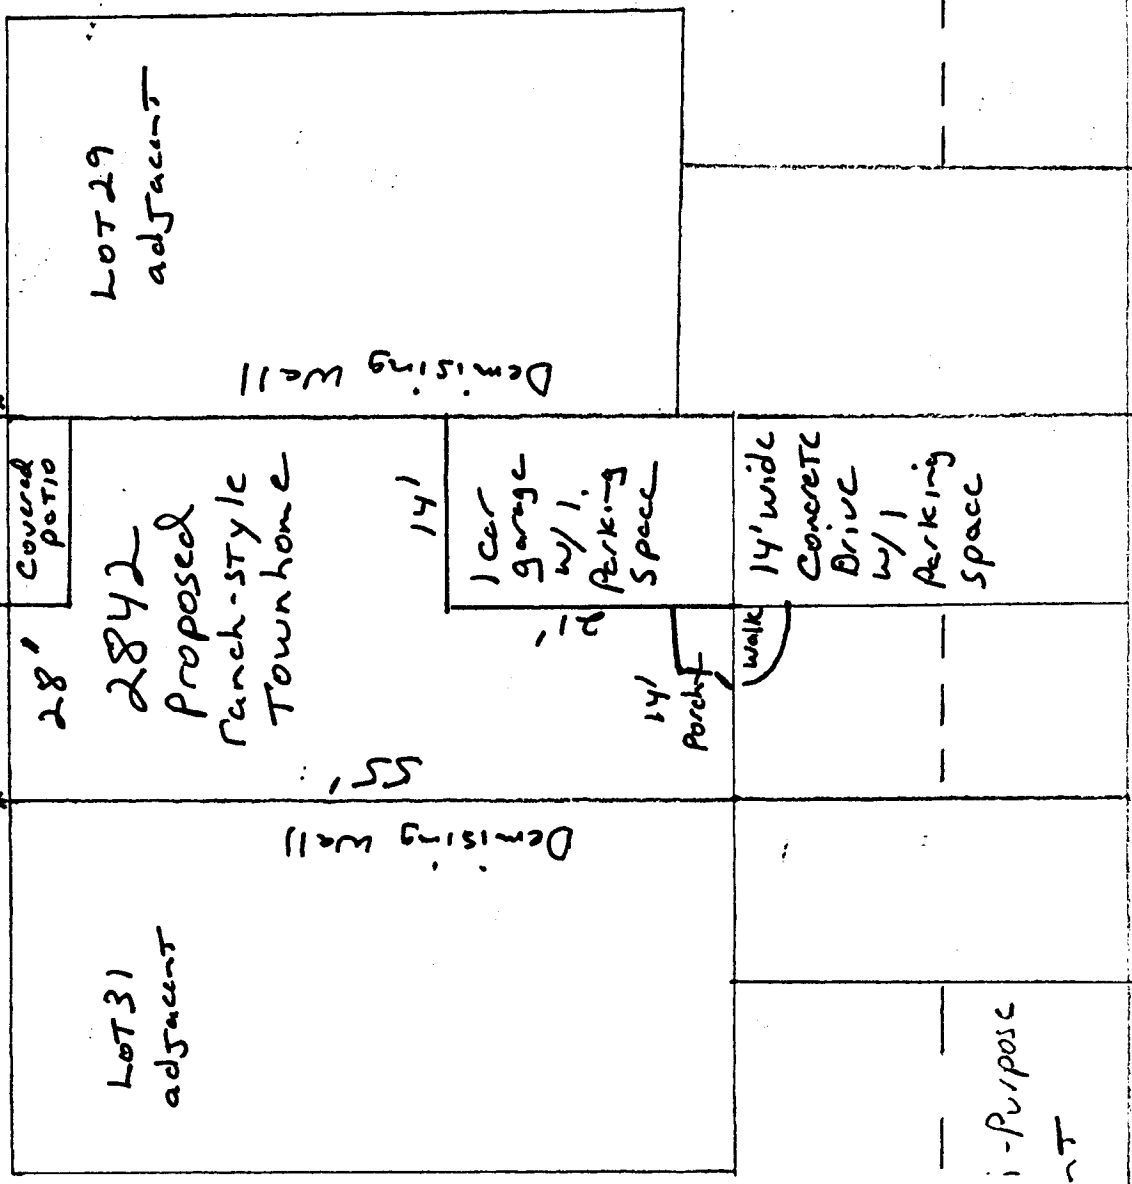 LOT 29
adjacent
Demising Wall
covered
patio
28'
2842
Proposed
ranch-style
Townhome
14'
1 car
garage
w/ 1
Parking
Space
14' wide
Concrete
Drive
w/ 1
Parking
Space
14'
Porch
Walk
55'
Demising Wall
LOT 31
adjacent
i-Purpose
nt